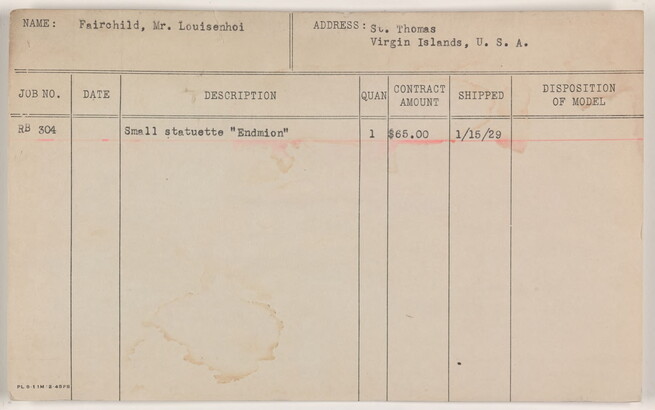 NAME: Fairchild, Mr. Louisenhoi
ADDRESS: St. Thomas
Virgin Islands, U. S. A.
JOB NO. DATE DESCRIPTION QUAN CONTRACT AMOUNT SHIPPED DISPOSITION OF MODEL
RB 304 Small statuette "Endmion" 1 $65.00 1/15/29